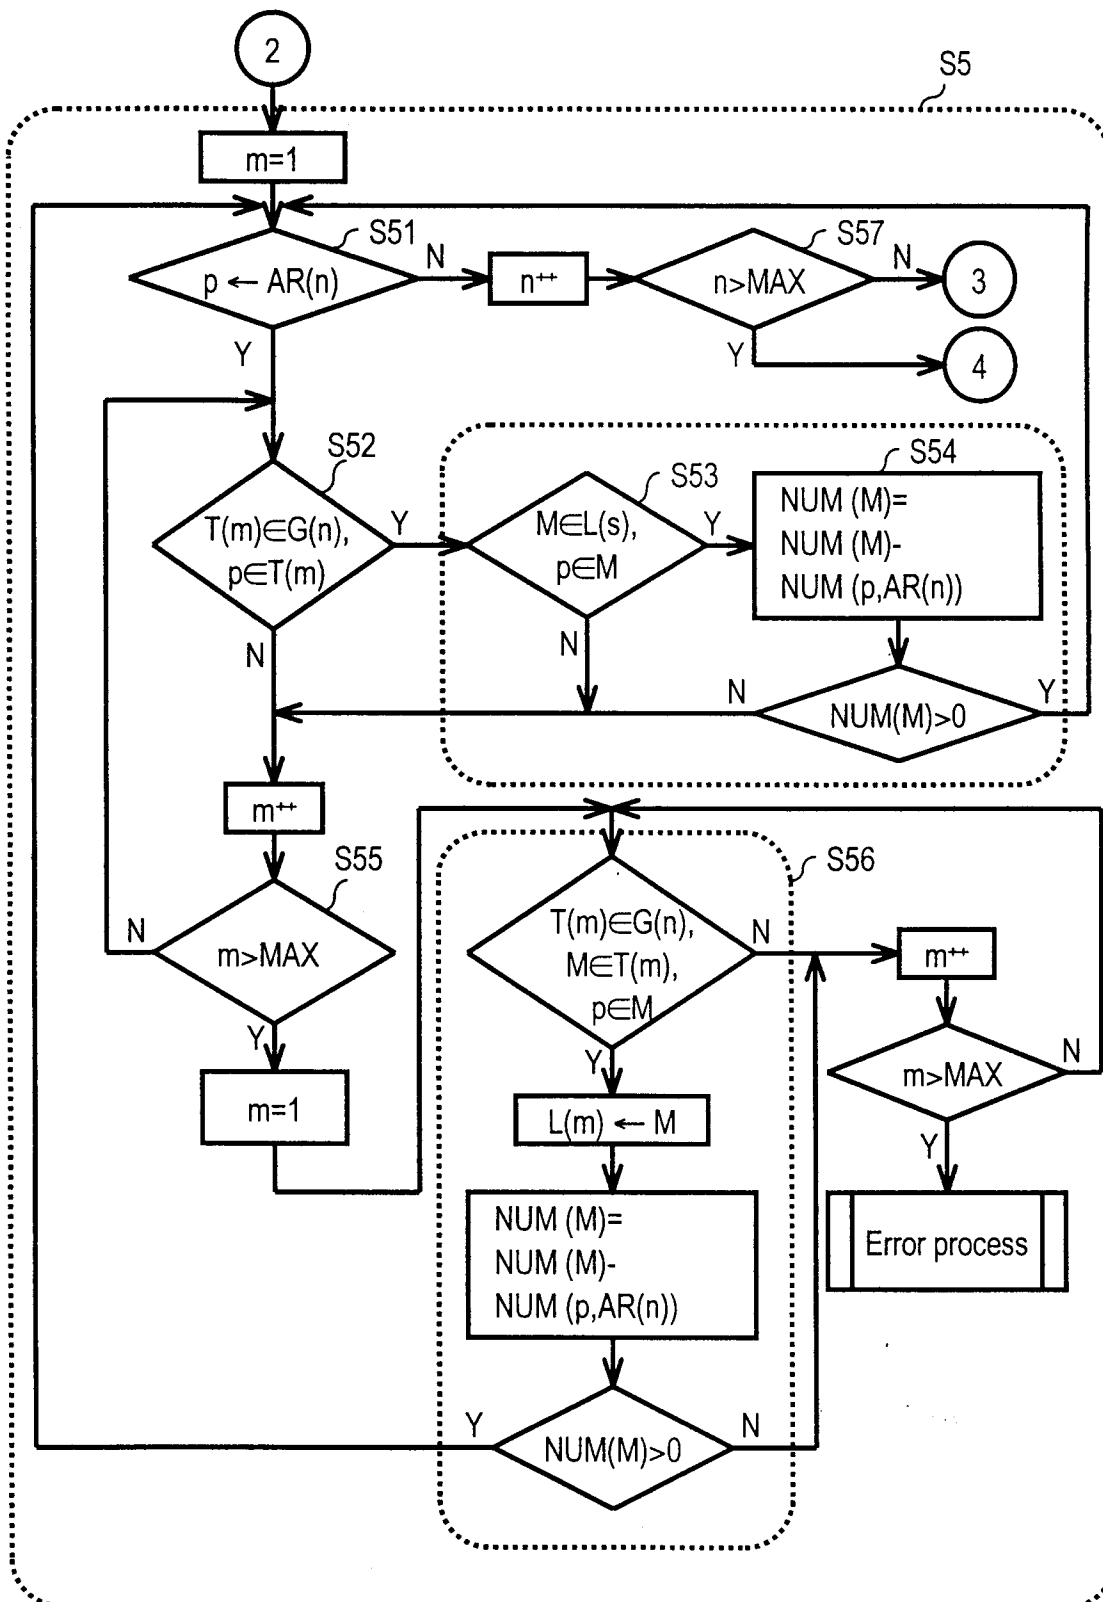 2
S5
m=1
S51
p ← AR(n)
N
n++
S57
n>MAX
N
3
Y
Y
4
S52
T(m)∈G(n),
p∈T(m)
Y
N
S53
M∈L(s),
p∈M
Y
N
S54
NUM (M)=
NUM (M)-
NUM (p,AR(n))
N
NUM(M)>0
Y
m++
S55
N
m>MAX
Y
m=1
S56
T(m)∈G(n),
M∈T(m),
p∈M
N
Y
m++
m>MAX
N
Y
Error process
L(m) ← M
NUM (M)=
NUM (M)-
NUM (p,AR(n))
Y
NUM(M)>0
N